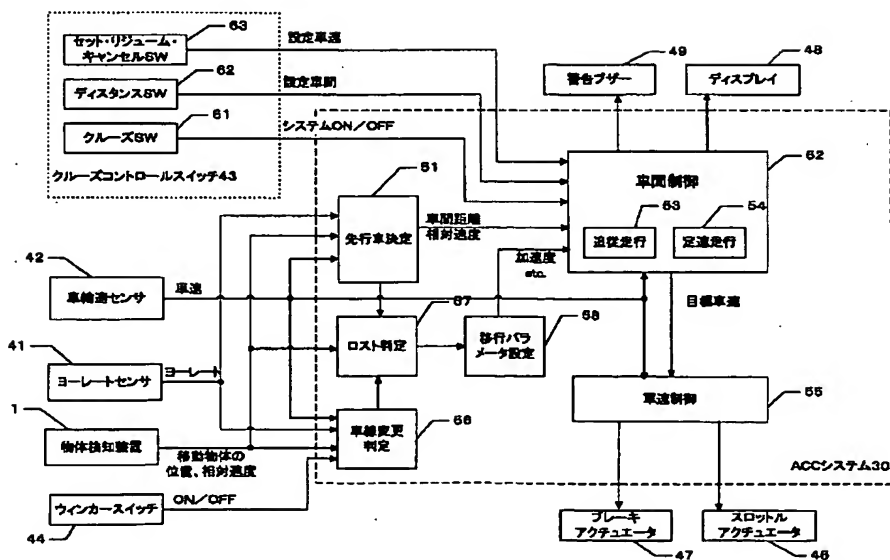 63
セット・リジューム・
キャンセルSW
設定車速
62
ディスタンスSW
設定車間
61
クルーズSW
システムON/OFF
クルーズコントロールスイッチ43
49
警告ブザー
48
ディスプレイ
52
車間制御
53
追従走行
54
定速走行
51
先行車決定
車間距離
相対速度
加速度
etc.
42
車輪速センサ
車速
57
ロスト判定
58
移行パラ
メータ設定
目標車速
41
ヨーレートセンサ
ヨーレート
55
車速制御
1
物体検知装置
移動物体の
位置、相対速度
56
車線変更
判定
ACCシステム30
ウィンカースイッチ
44
ON/OFF
ブレーキ
アクチュエータ
47
スロットル
アクチュエータ
46